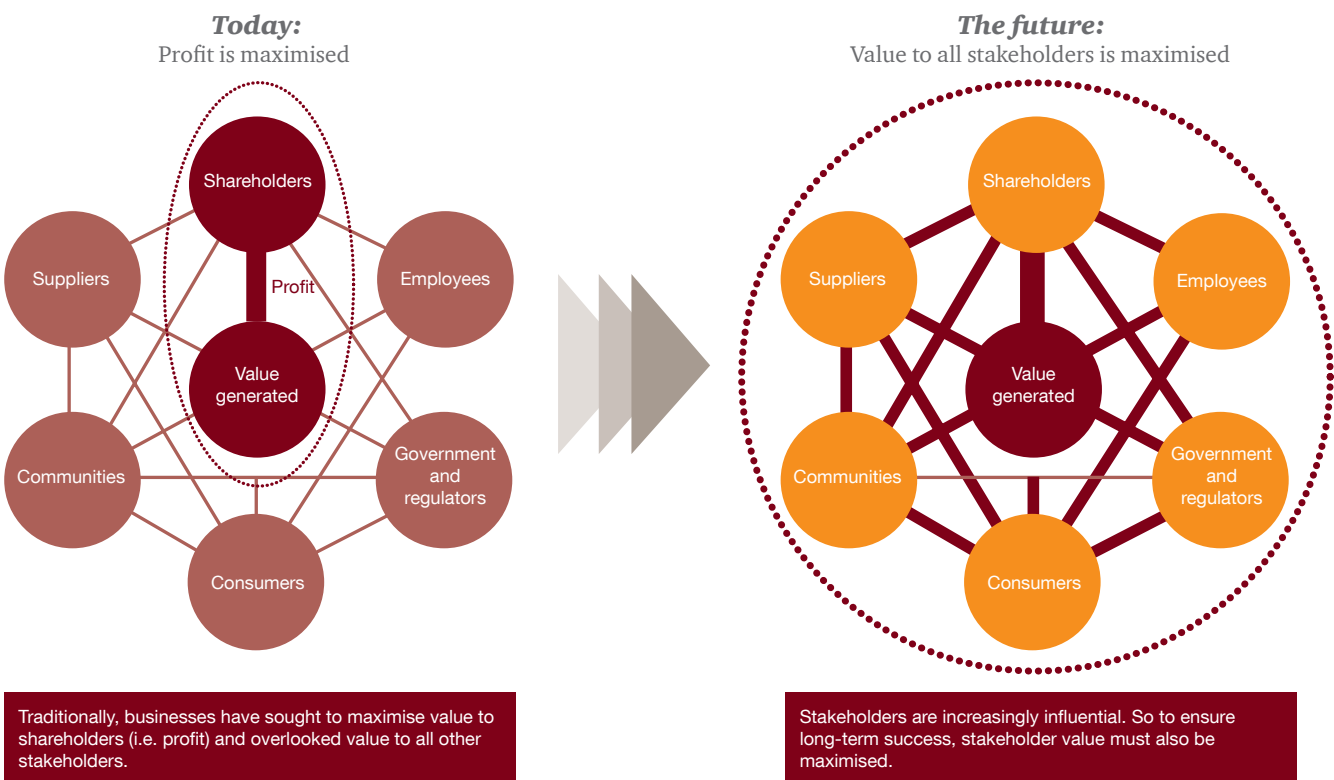 Today:
Profit is maximised
Shareholders
Suppliers
Employees
Profit
Value
generated
Communities
Government
and
regulators
Consumers
Traditionally, businesses have sought to maximise value to
shareholders (i.e. profit) and overlooked value to all other
stakeholders.
The future:
Value to all stakeholders is maximised
Shareholders
Suppliers
Employees
Value
generated
Communities
Government
and
regulators
Consumers
Stakeholders are increasingly influential. So to ensure
long-term success, stakeholder value must also be
maximised.